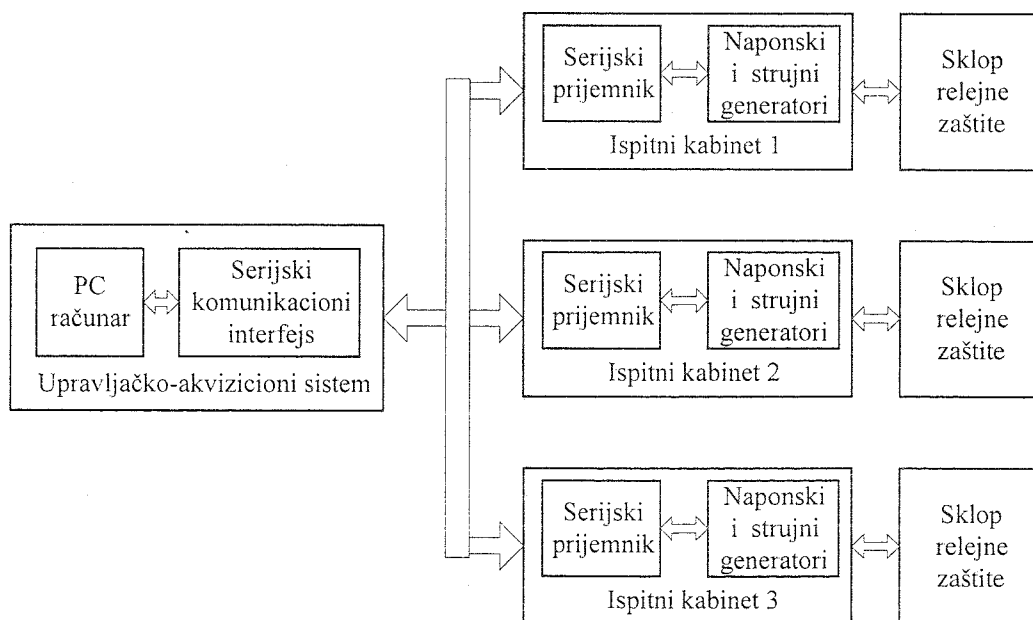 Serijski
prijemnik
Naponski
i strujni
generatori
Ispitni kabinet 1
Sklop
relejne
zaštite
PC
računar
Serijski
komunikacioni
interfejs
Upravljačko-akvizicioni sistem
Serijski
prijemnik
Naponski
i strujni
generatori
Ispitni kabinet 2
Sklop
relejne
zaštite
Serijski
prijemnik
Naponski
i strujni
generatori
Ispitni kabinet 3
Sklop
relejne
zaštite